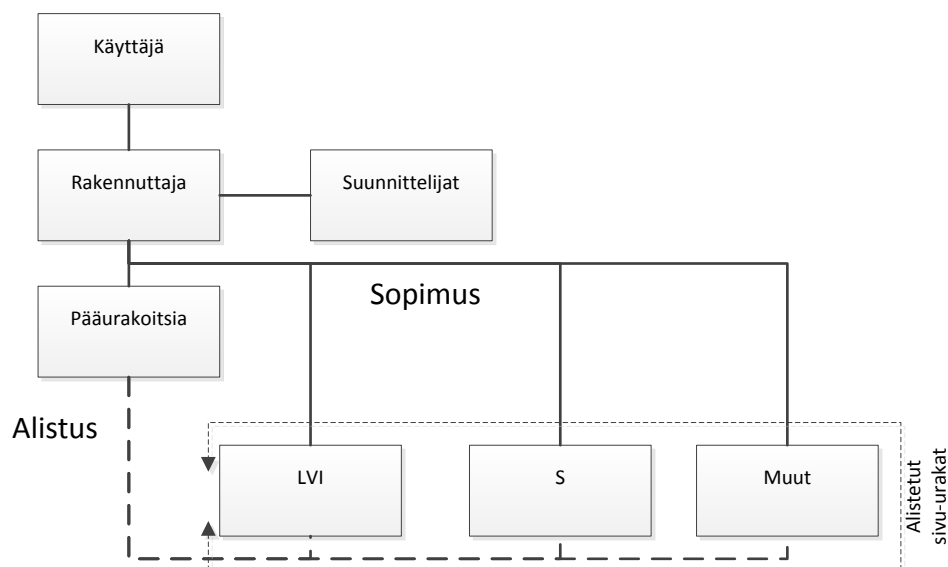 Käyttäjä
Rakennuttaja
Suunnittelijat
Sopimus
Pääurakoitsia
Alistus
LVI
S
Muut
Alistetut
sivu-urakat